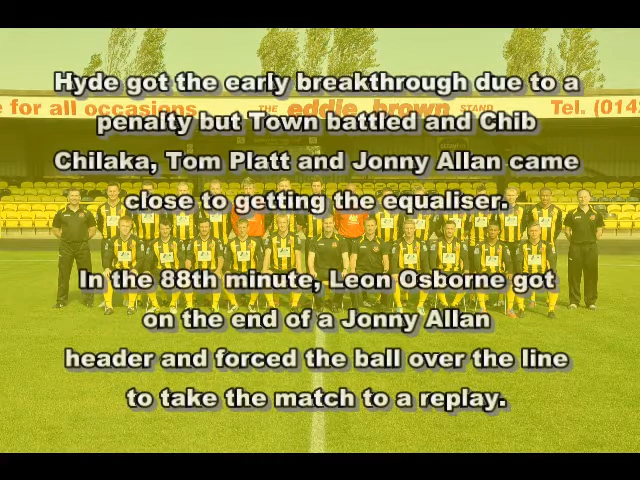 Hyde got the early breakthrough due to a
e for all occasions THE eddie brown STAND Tel. (014
penalty but Town battled and Chib
Chilaka, Tom Platt and Jonny Allan came
close to getting the equaliser.
In the 88th minute, Leon Osborne got
on the end of a Jonny Allan
header and forced the ball over the line
to take the match to a replay.